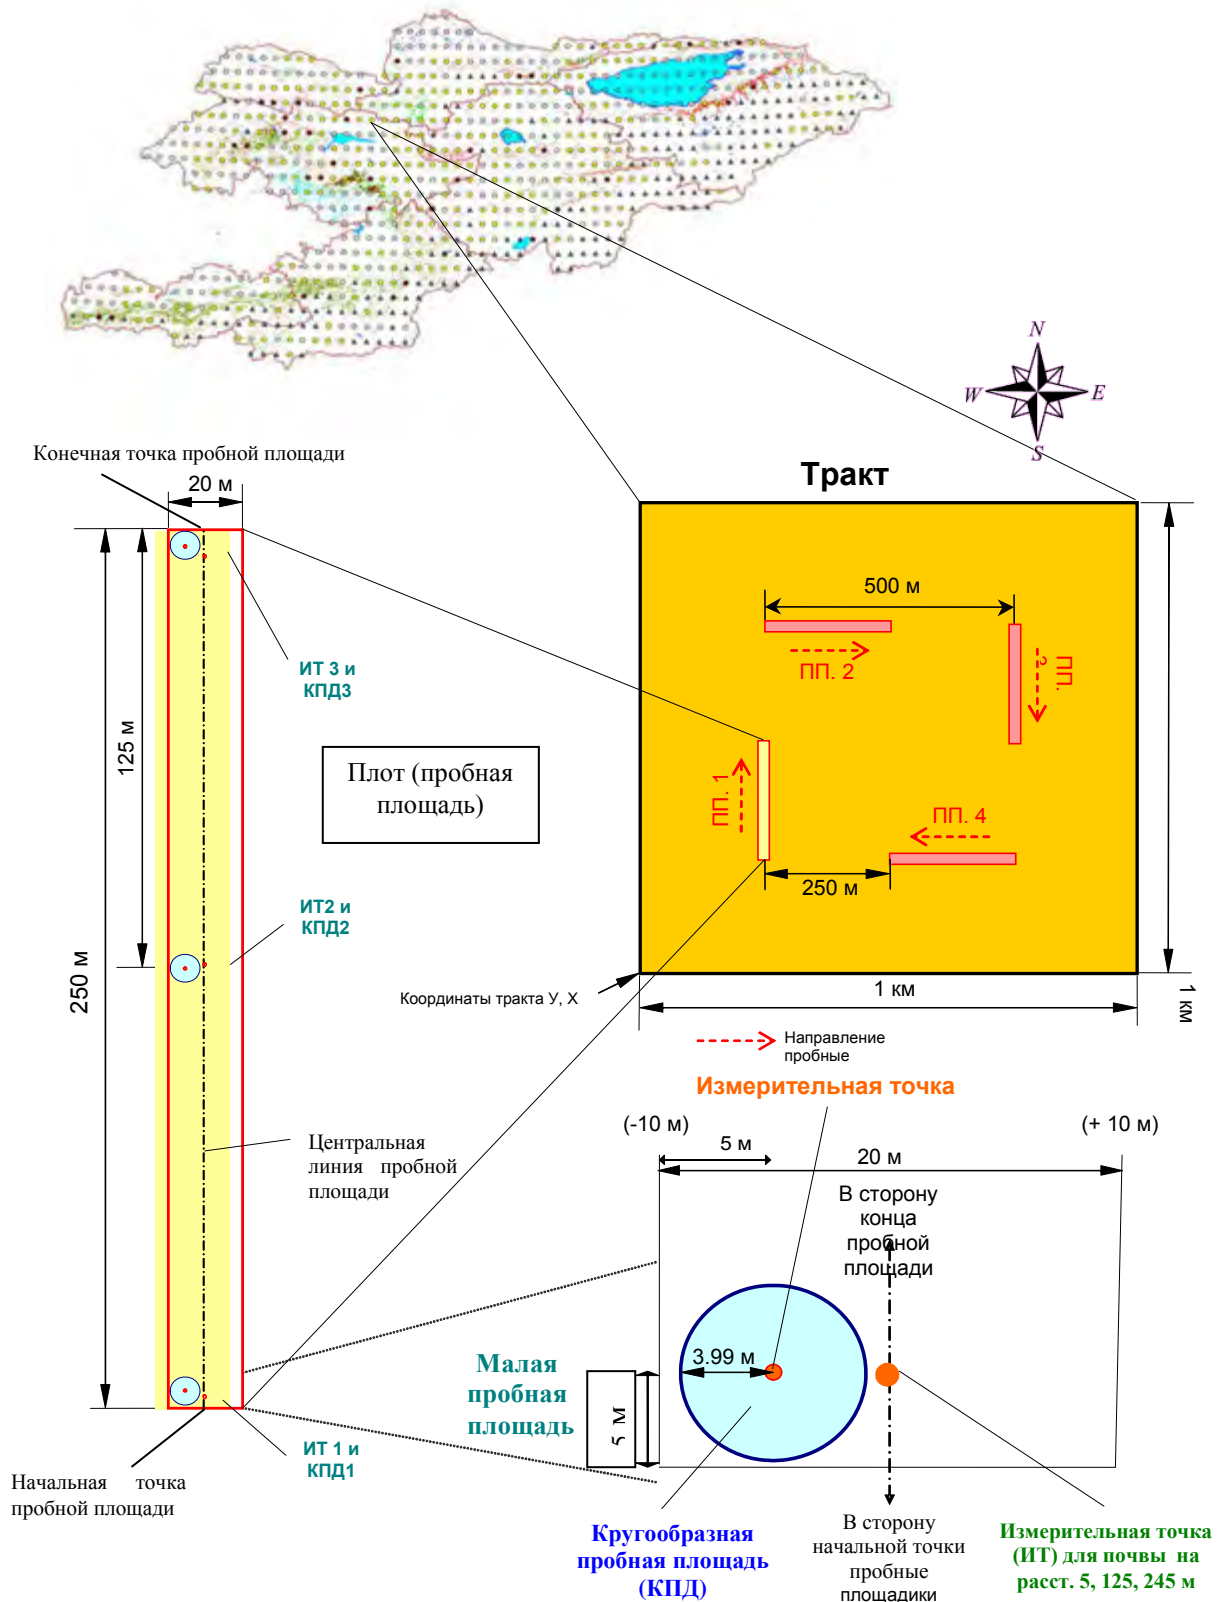 N
W
E
S
Конечная точка пробной площади
20 м
Тракт
500 м
ПП. 2
ПП.
ИТ 3 и
КПД3
125 м
Плот (пробная
площадь)
ПП. 1
ПП. 4
250 м
ИТ2 и
КПД2
250 м
Координаты тракта У, Х
1 км
1 км
Направление
пробные
Измерительная точка
(-10 м)
(+ 10 м)
5 м
20 м
Центральная
линия пробной
площади
В сторону
конца
пробной
площади
3.99 м
Малая
пробная
площадь
5 м
ИТ 1 и
КПД1
Начальная точка
пробной площади
Кругообразная
пробная площадь
(КПД)
В сторону
начальной точки
пробные
площадики
Измерительная точка
(ИТ) для почвы на
расст. 5, 125, 245 м